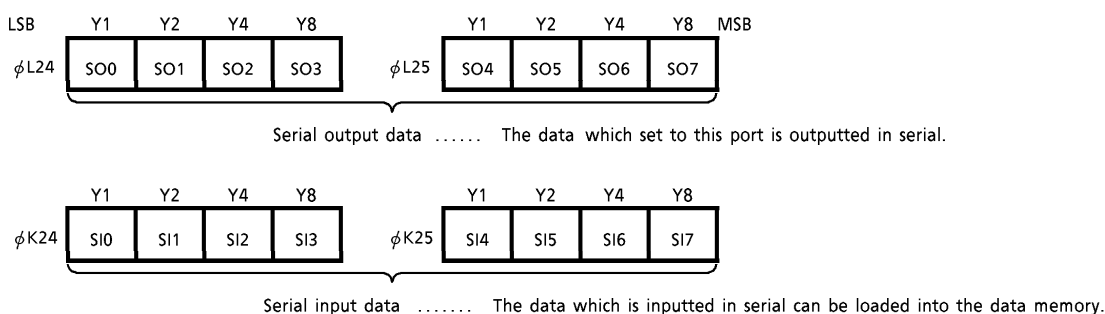 LSB Y1 Y2 Y4 Y8 Y1 Y2 Y4 Y8 MSB
ϕL24 SO0 SO1 SO2 SO3 ϕL25 SO4 SO5 SO6 SO7
Serial output data ...... The data which set to this port is outputted in serial.
Y1 Y2 Y4 Y8 Y1 Y2 Y4 Y8
ϕK24 SI0 SI1 SI2 SI3 ϕK25 SI4 SI5 SI6 SI7
Serial input data ....... The data which is inputted in serial can be loaded into the data memory.